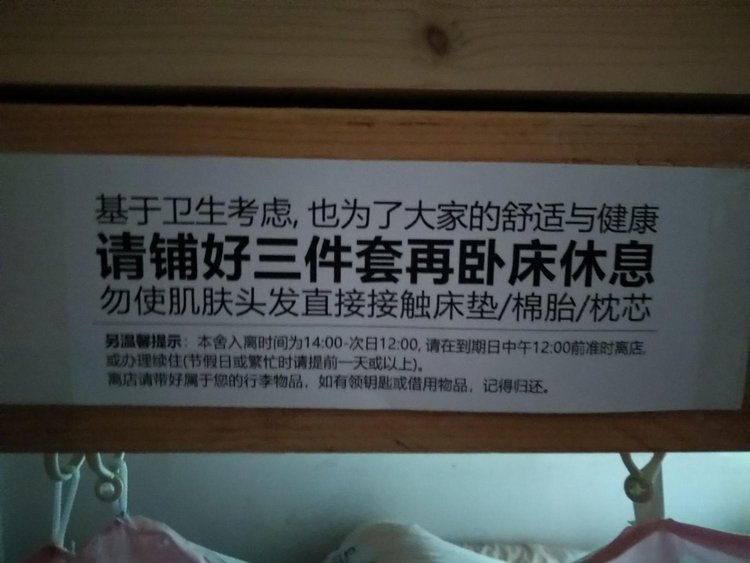 基于卫生考虑, 也为了大家的舒适与健康
请铺好三件套再卧床休息
勿使肌肤头发直接接触床垫/棉胎/枕芯
另温馨提示：本舍入离时间为14:00-次日12:00, 请在到期日中午12:00前准时离店,
或办理续住(节假日或繁忙时请提前一天或以上)。
离店请带好属于您的行李物品，如有领钥匙或借用物品，记得归还。